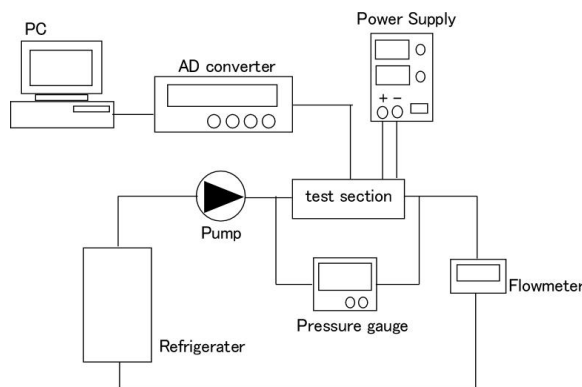 Power Supply
PC
AD converter
+ −
test section
Pump
Flowmeter
Pressure gauge
Refrigerater